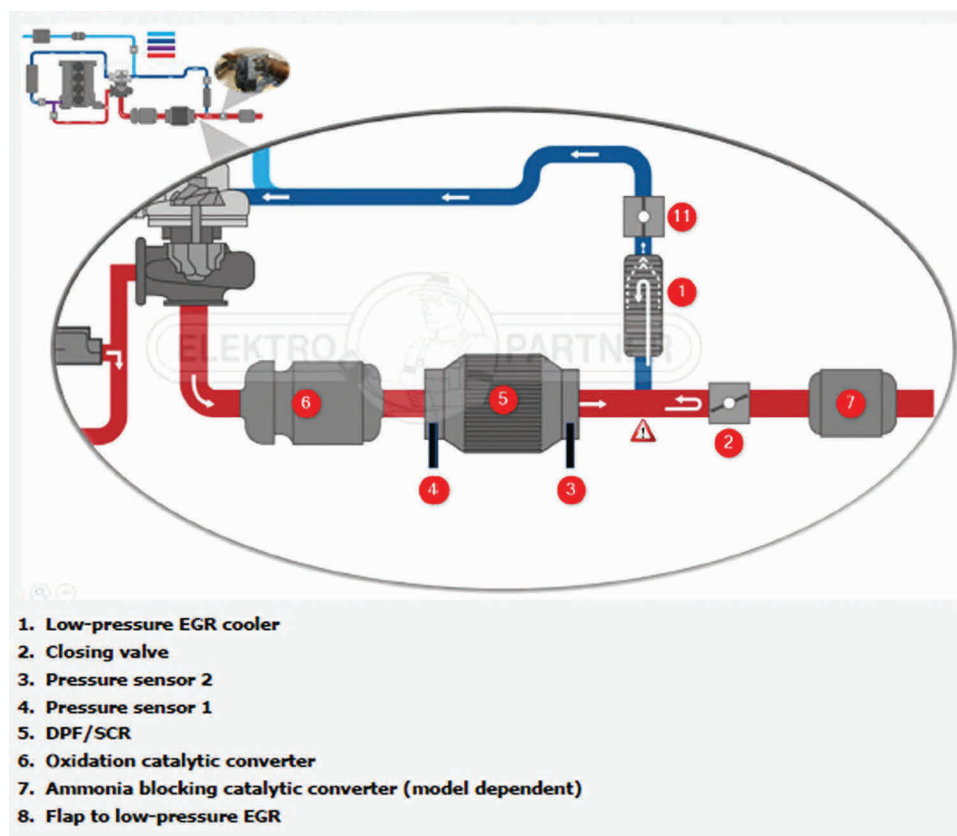 11
1
ELEKTRO PARTNER
6
5
7
2
4
3
1. Low-pressure EGR cooler
2. Closing valve
3. Pressure sensor 2
4. Pressure sensor 1
5. DPF/SCR
6. Oxidation catalytic converter
7. Ammonia blocking catalytic converter (model dependent)
8. Flap to low-pressure EGR